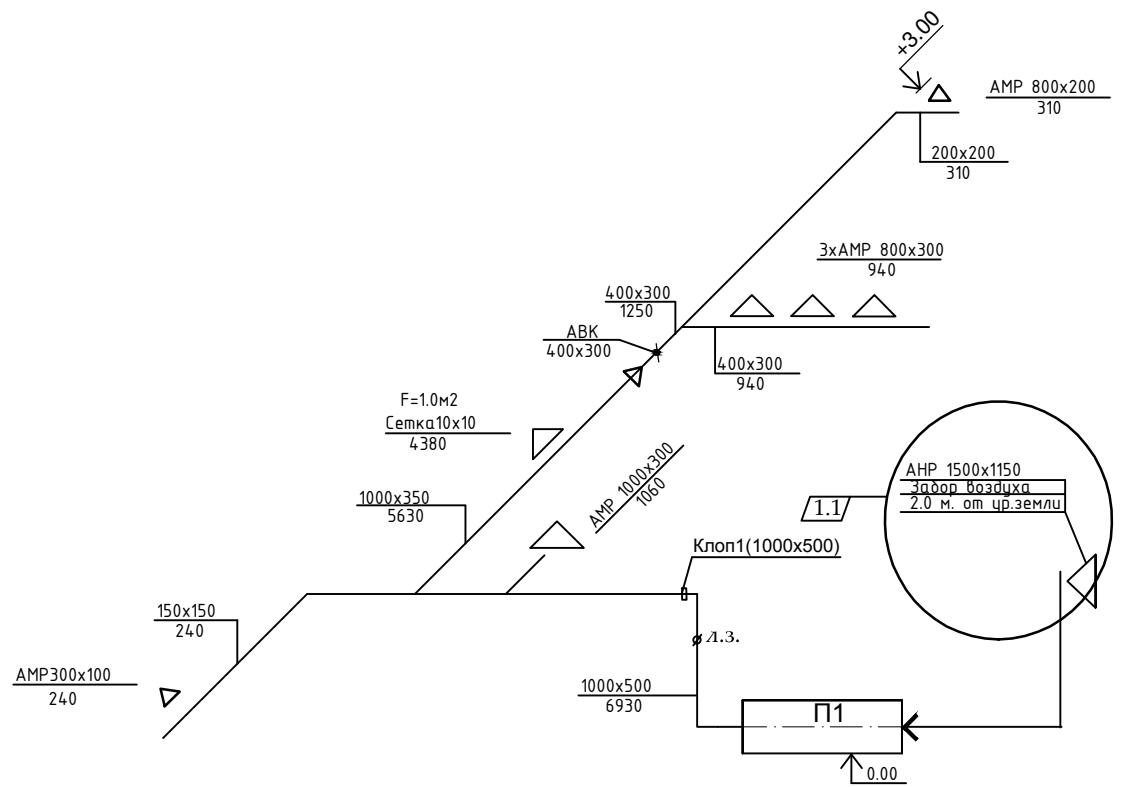 +3.00
АМР 800х200
310
200х200
310
3хАМР 800х300
940
400х300
1250
АВК
400х300
400х300
940
F=1.0м2
Сетка10х10
4380
АМР 1000х300
1060
1000х350
5630
АНР 1500х1150
Забор воздуха
2.0 м. от ур.земли
1.1
Клоп1(1000х500)
150х150
240
Л.З.
АМР300х100
240
1000х500
6930
П1
0.00